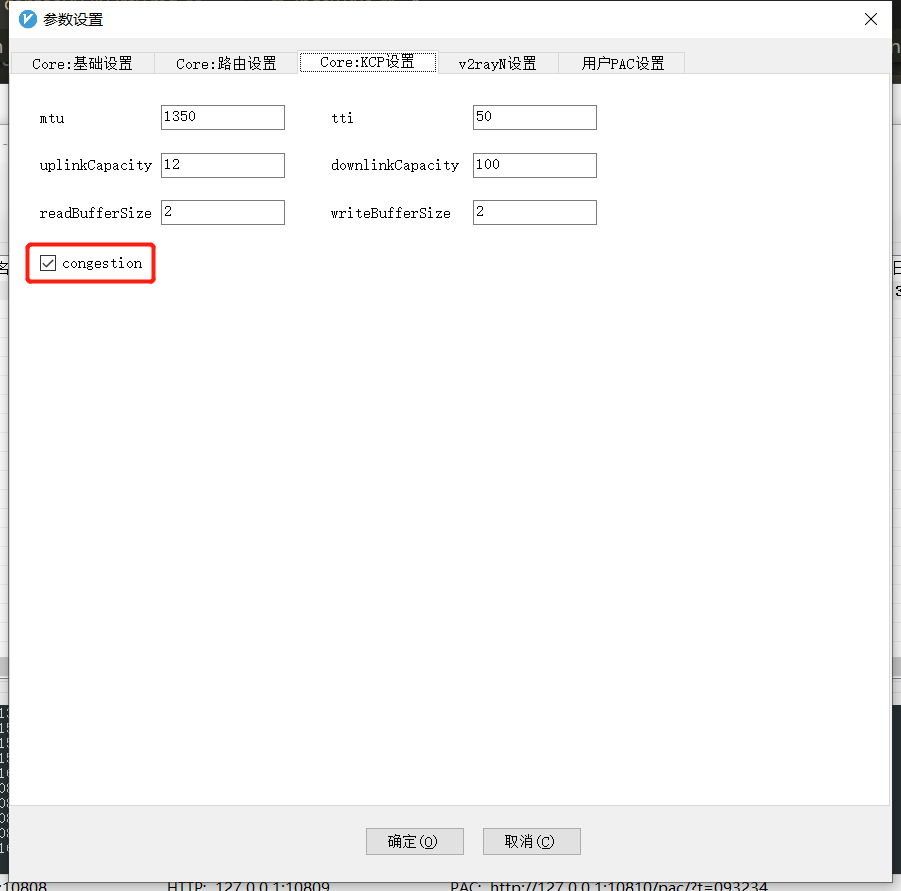 参数设置
Core:基础设置 Core:路由设置 Core:KCP设置 v2rayN设置 用户PAC设置
mtu 1350 tti 50
uplinkCapacity 12 downlinkCapacity 100
readBufferSize 2 writeBufferSize 2
congestion
确定(O) 取消(C)
:10808 HTTP: 127.0.0.1:10809 PAC: http://127.0.0.1:10810/pac/?t=093234